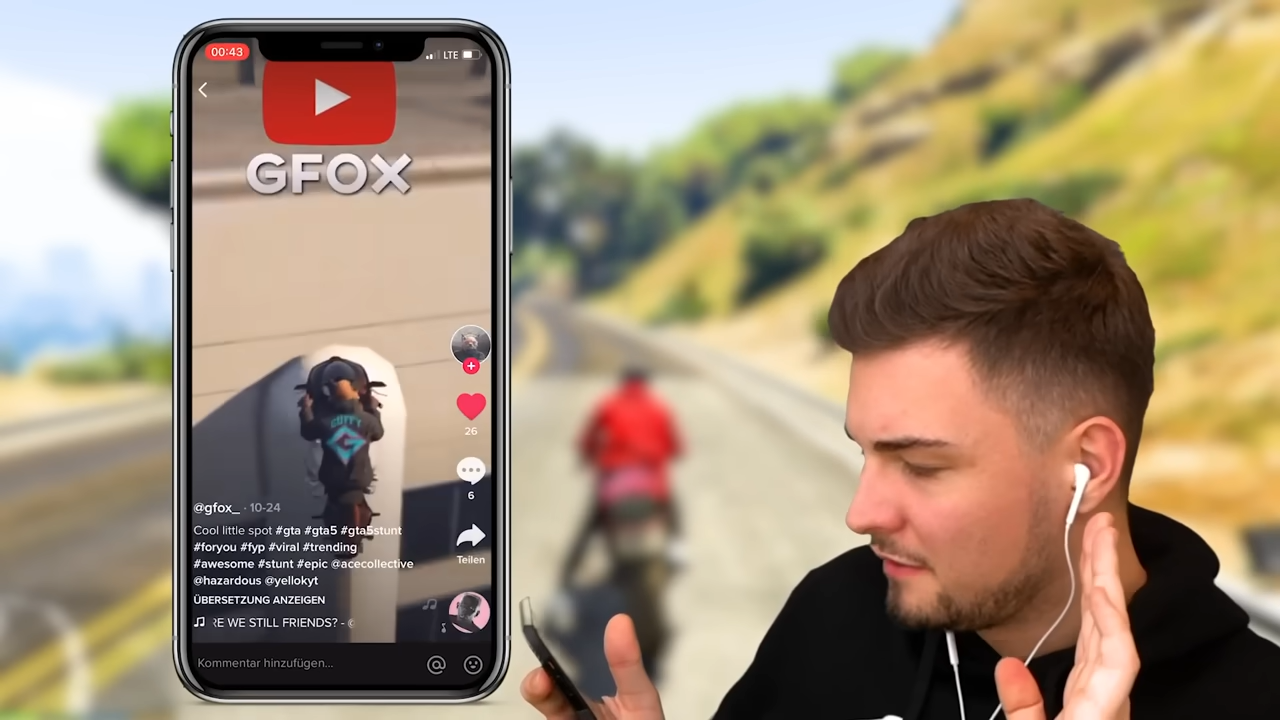 00:43
LTE
GFOX
26
6
@gfox_ · 10-24
Cool little spot #gta #gta5 #gta5stunt
#foryou #fyp #viral #trending
#awesome #stunt #epic @acecollective
@hazardous @yellokyt
Teilen
ÜBERSETZUNG ANZEIGEN
RE WE STILL FRIENDS? -
Kommentar hinzufügen...